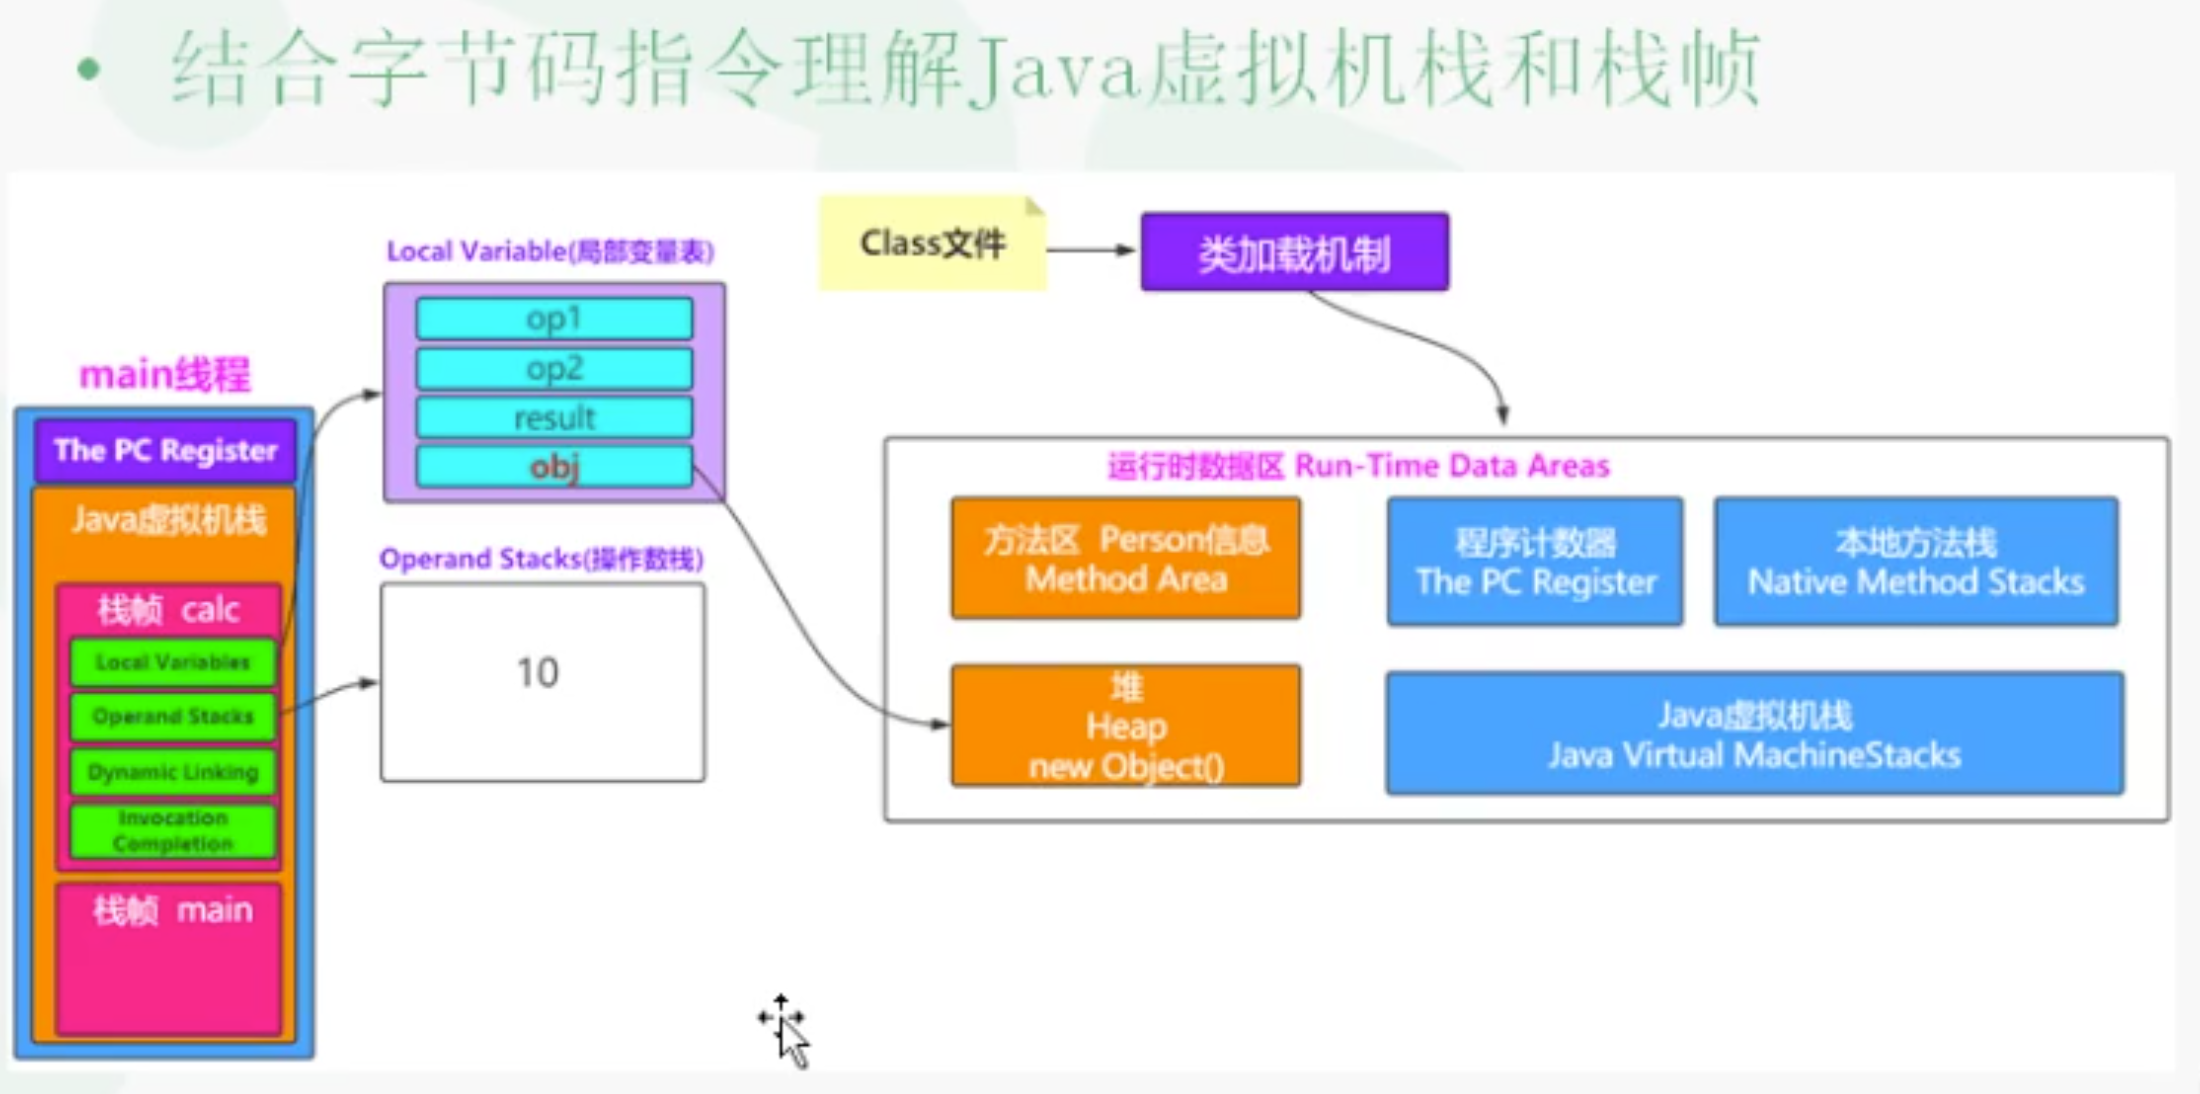 • 结合字节码指令理解Java虚拟机栈和栈帧
Class文件
类加载机制
Local Variable(局部变量表)
op1
op2
result
obj
main线程
The PC Register
Java虚拟机栈
栈帧 calc
Local Variables
Operand Stacks
Dynamic Linking
Invocation
Completion
栈帧 main
Operand Stacks(操作数栈)
10
运行时数据区 Run-Time Data Areas
方法区 Person信息
Method Area
程序计数器
The PC Register
本地方法栈
Native Method Stacks
堆
Heap
new Object()
Java虚拟机栈
Java Virtual MachineStacks